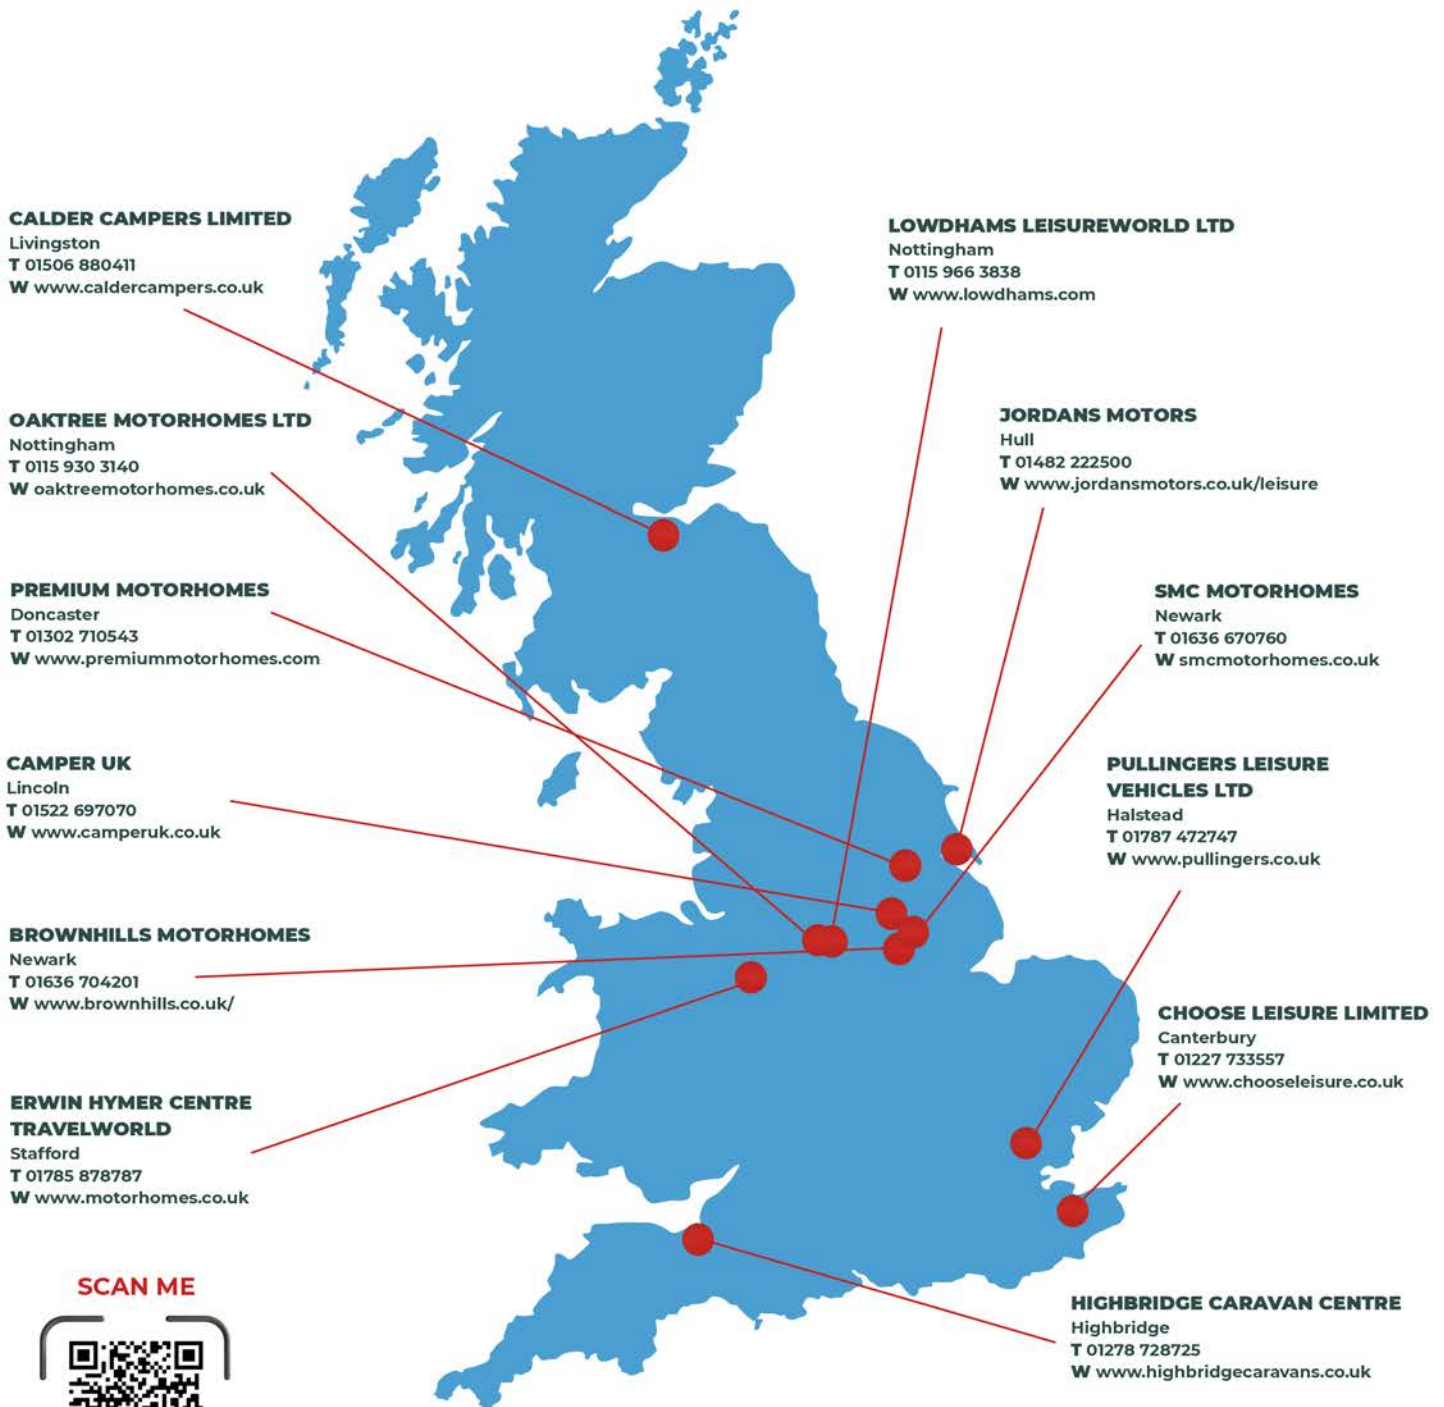 CALDER CAMPERS LIMITED
Livingston
T 01506 880411
W www.caldercampers.co.uk
OAKTREE MOTORHOMES LTD
Nottingham
T 0115 930 3140
W oaktreemotorhomes.co.uk
PREMIUM MOTORHOMES
Doncaster
T 01302 710543
W www.premiummotorhomes.com
CAMPER UK
Lincoln
T 01522 697070
W www.camperuk.co.uk
BROWNHILLS MOTORHOMES
Newark
T 01636 704201
W www.brownhills.co.uk/
ERWIN HYMER CENTRE
TRAVELWORLD
Stafford
T 01785 878787
W www.motorhomes.co.uk
SCAN ME
LOWDHAMS LEISUREWORLD LTD
Nottingham
T 0115 966 3838
W www.lowdhams.com
JORDANS MOTORS
Hull
T 01482 222500
W www.jordansmotors.co.uk/leisure
SMC MOTORHOMES
Newark
T 01636 670760
W smcmotorhomes.co.uk
PULLINGERS LEISURE
VEHICLES LTD
Halstead
T 01787 472747
W www.pullingers.co.uk
CHOOSE LEISURE LIMITED
Canterbury
T 01227 733557
W www.chooseleisure.co.uk
HIGHBRIDGE CARAVAN CENTRE
Highbridge
T 01278 728725
W www.highbridgecaravans.co.uk